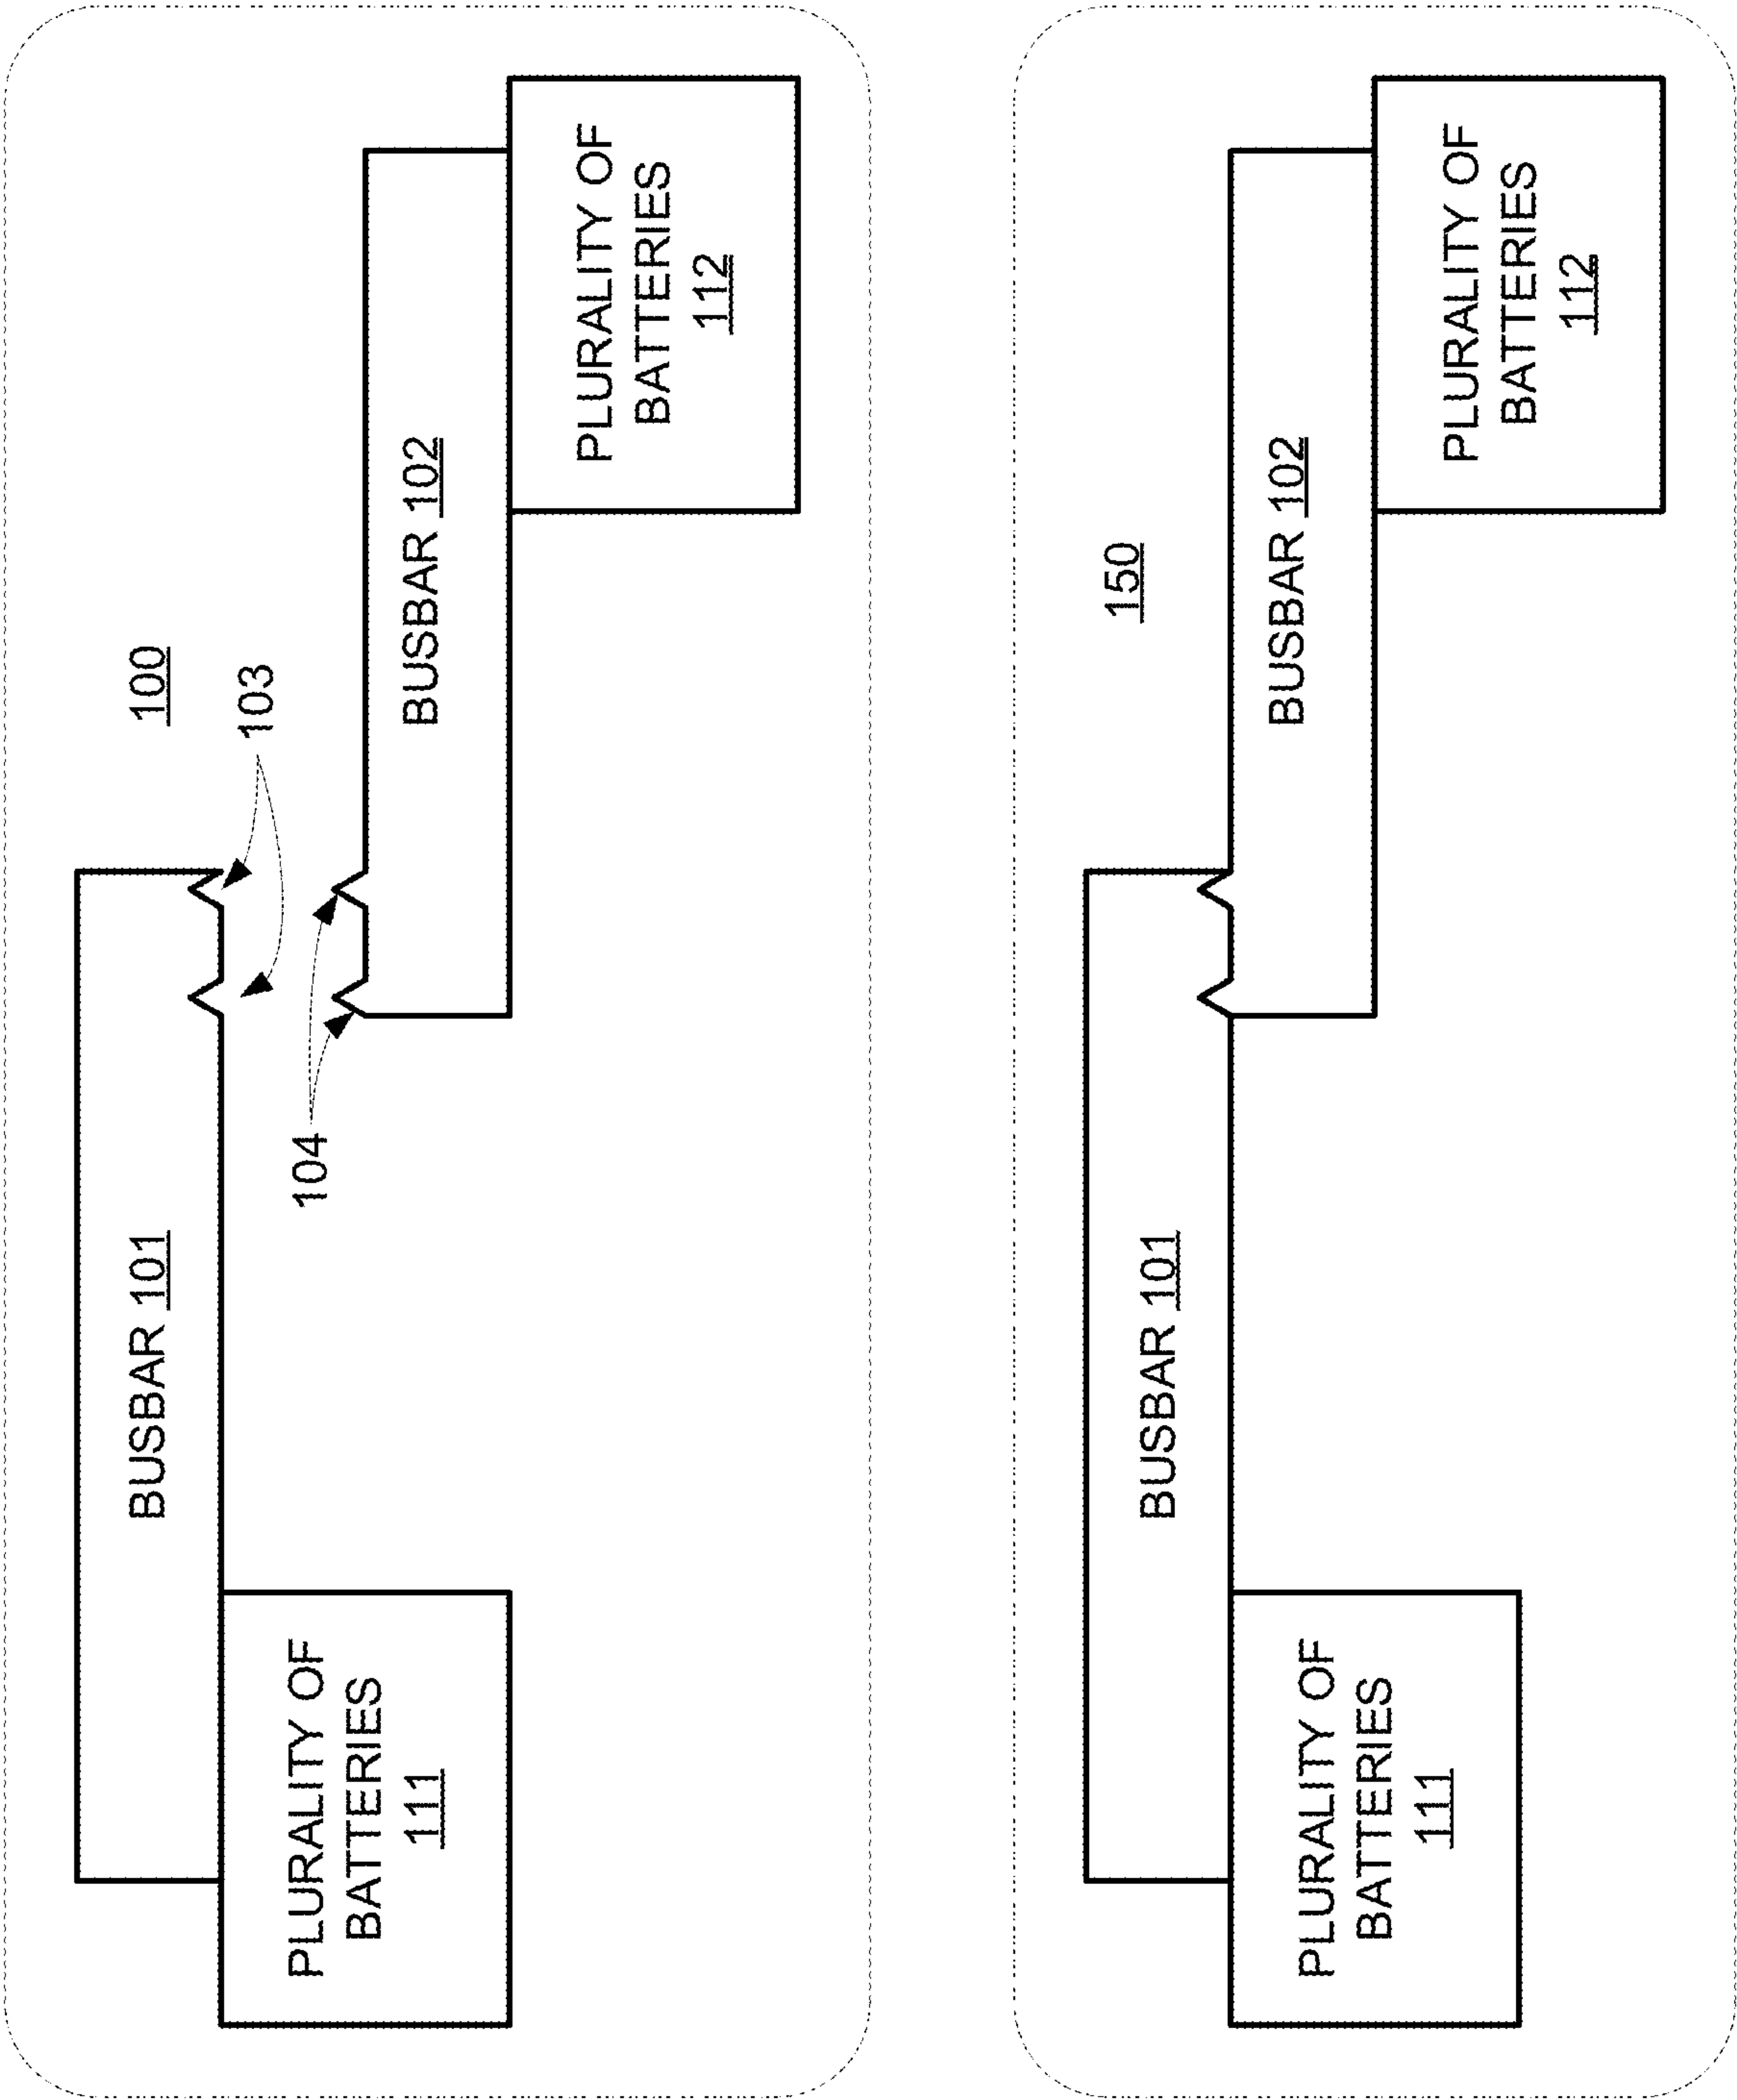 100
103
104
BUSBAR 101
BUSBAR 102
PLURALITY OF
BATTERIES
111
PLURALITY OF
BATTERIES
112
150
BUSBAR 101
BUSBAR 102
PLURALITY OF
BATTERIES
111
PLURALITY OF
BATTERIES
112